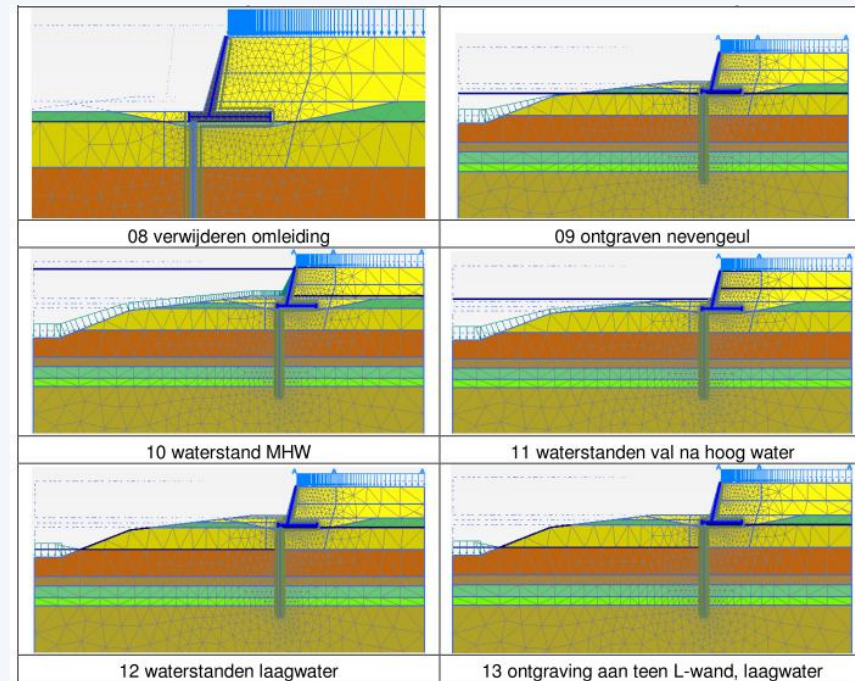 08 verwijderen omleiding
A A A
09 ontgraven nevengeul
A A A
10 waterstand MHW
A A A
11 waterstanden val na hoog water
A A A
12 waterstanden laagwater
A A A
13 ontgraving aan teen L-wand, laagwater